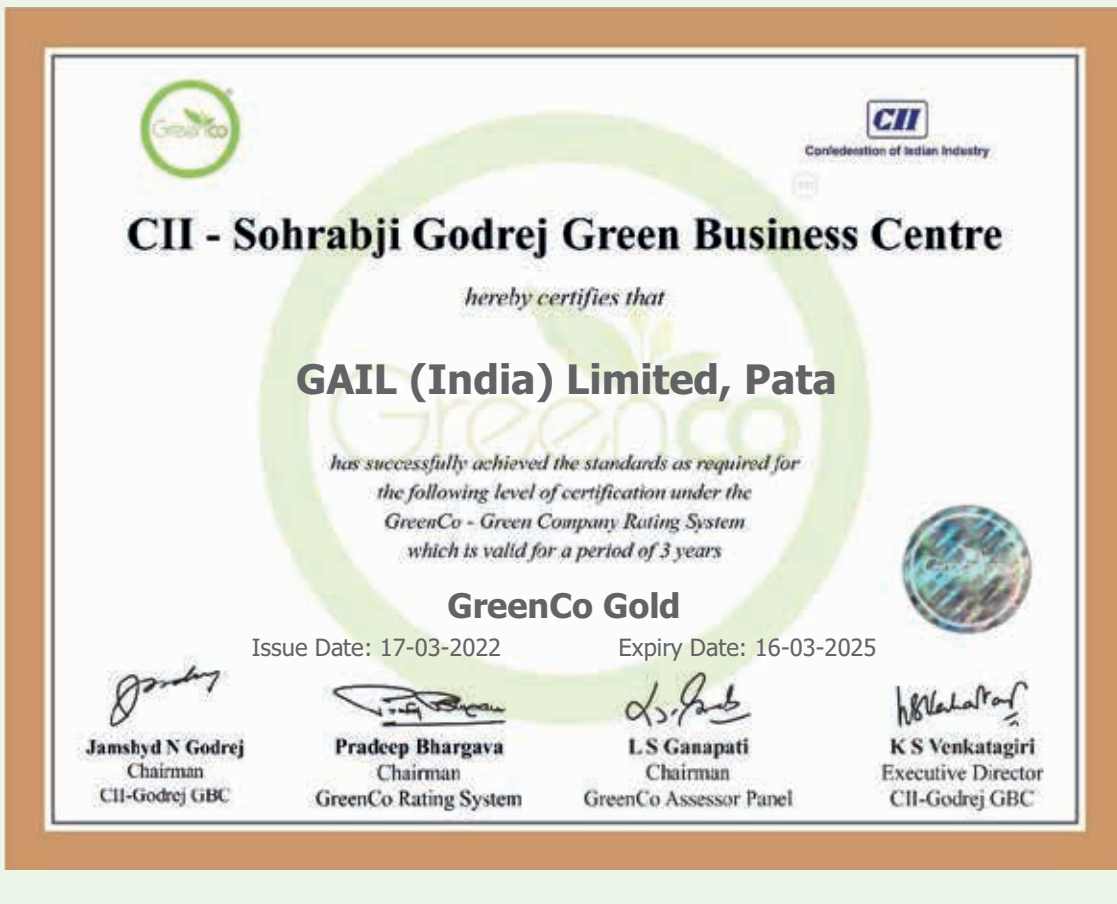 GreenCo
CII
Confederation of Indian Industry
CII - Sohrabji Godrej Green Business Centre
hereby certifies that
GAIL (India) Limited, Pata
Greenco
has successfully achieved the standards as required for
the following level of certification under the
GreenCo - Green Company Rating System
which is valid for a period of 3 years
GreenCo Gold
Issue Date: 17-03-2022 Expiry Date: 16-03-2025
Jamshyd N Godrej
Chairman
CII-Godrej GBC
Pradeep Bhargava
Chairman
GreenCo Rating System
L S Ganapati
Chairman
GreenCo Assessor Panel
K S Venkatagiri
Executive Director
CII-Godrej GBC